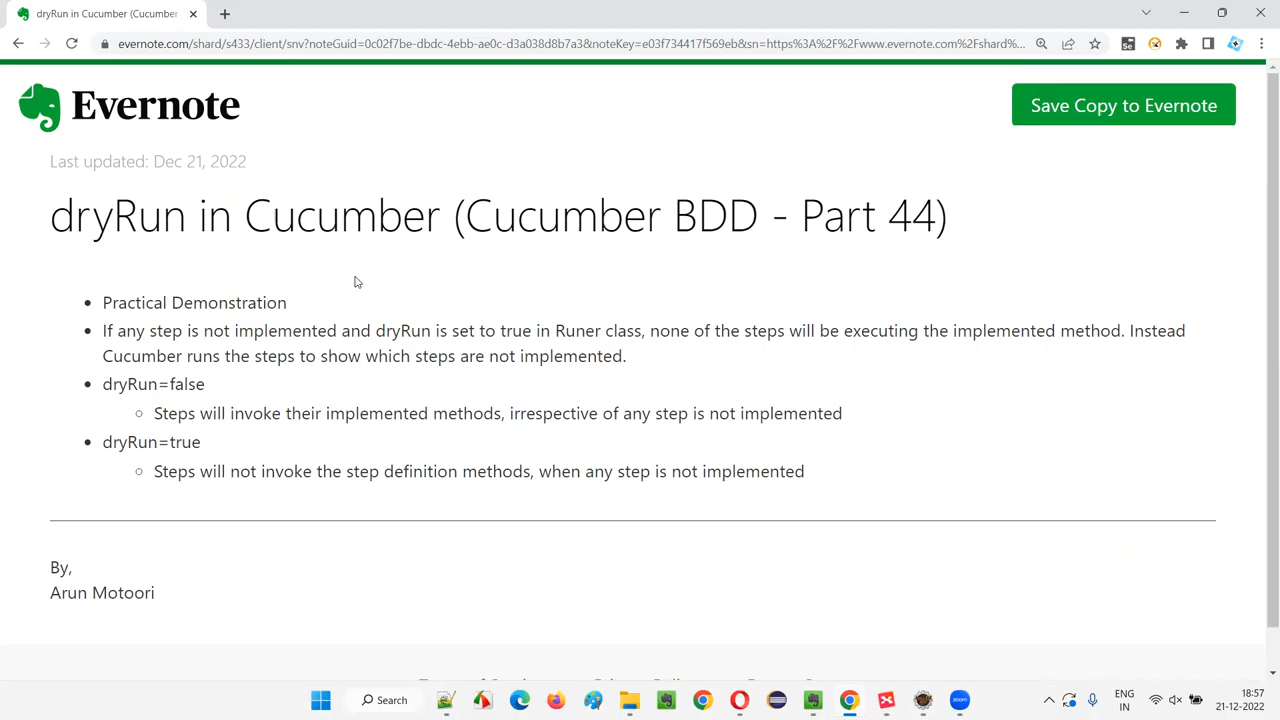 dryRun in Cucumber (Cucumber
evernote.com/shard/s433/client/snv?noteGuid=0c02f7be-dbdc-4bbb-ae0c-d3a03d8b7a3&noteKey=e03f734417f569eb&sn=https%3A%2F%2Fwww.evernote.com%2Fshard%...
Evernote
Save Copy to Evernote
Last updated: Dec 21, 2022
dryRun in Cucumber (Cucumber BDD - Part 44)
• Practical Demonstration
• If any step is not implemented and dryRun is set to true in Runer class, none of the steps will be executing the implemented method. Instead
Cucumber runs the steps to show which steps are not implemented.
• dryRun=false
○ Steps will invoke their implemented methods, irrespective of any step is not implemented
• dryRun=true
○ Steps will not invoke the step definition methods, when any step is not implemented
By,
Arun Motoori
Search
ENG
IN
18:57
21-12-2022